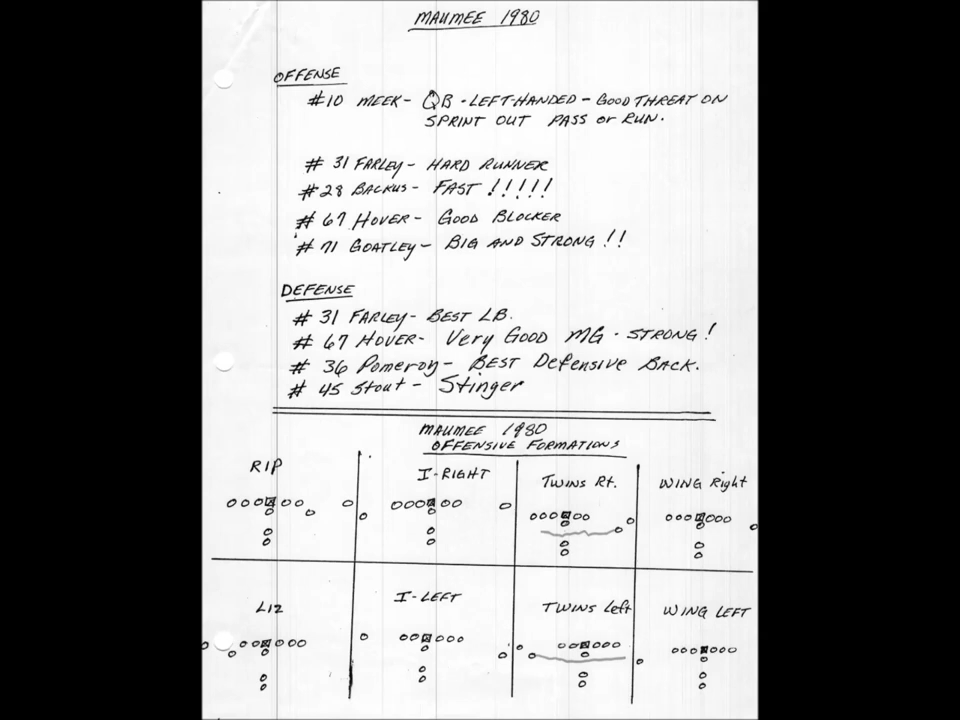 MAUMEE 1980
OFFENSE
#10 MEEK - QB - LEFT-HANDED - GOOD THREAT ON
SPRINT OUT PASS or RUN.
# 31 FARLEY - HARD RUNNER
#28 BACKUS - FAST !!!!!
# 67 HOVER - GOOD BLOCKER
# 71 GOATLEY - BIG AND STRONG !!
DEFENSE
# 31 FARLEY - BEST LB.
# 67 HOVER - Very GOOD MG - STRONG !
# 36 Pomeroy - BEST Defensive BACK.
# 45 Stout - Stinger
MAUMEE 1980
OFFENSIVE FORMATIONS
RIP
I-RIGHT
TWINS Rt.
WING Right
LIZ
I-LEFT
TWINS Left
WING LEFT